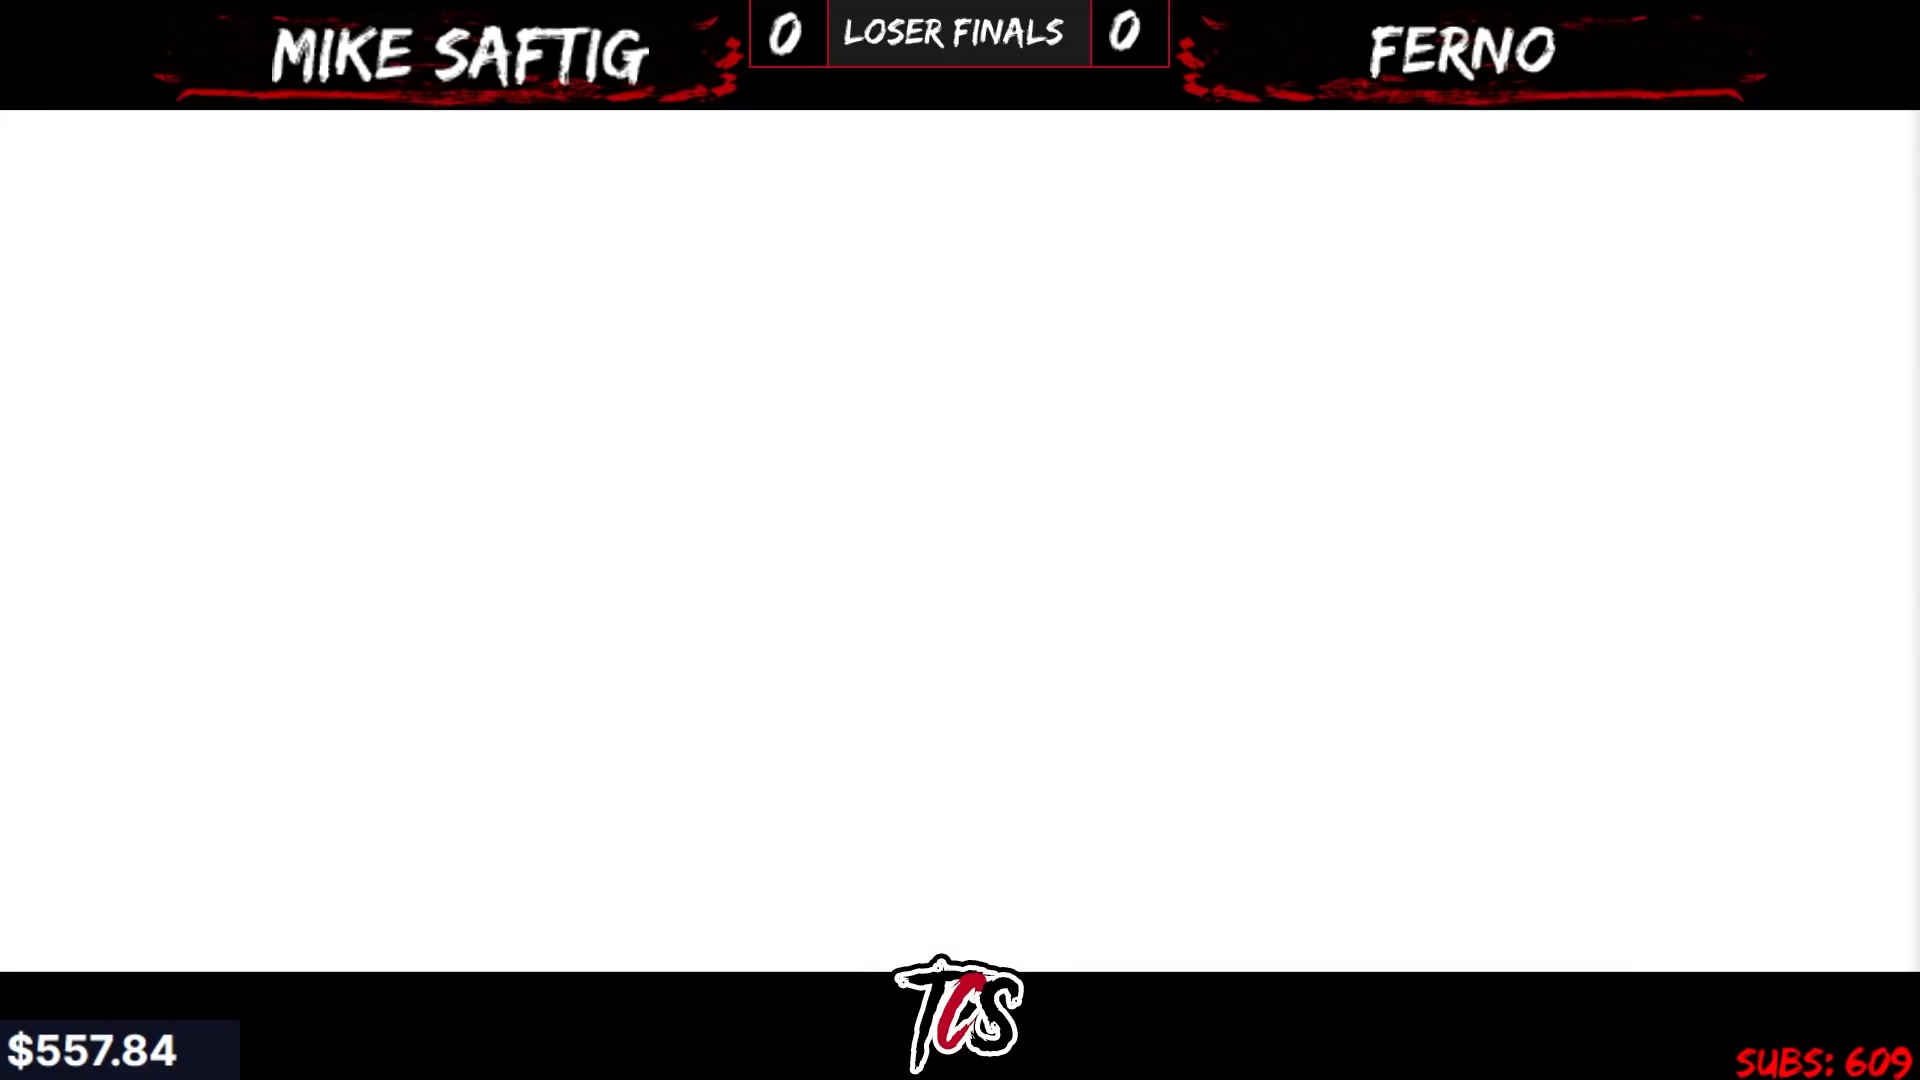 MIKE SAFTIG
0
LOSER FINALS
0
FERNO
TCS
$557.84
SUBS: 609